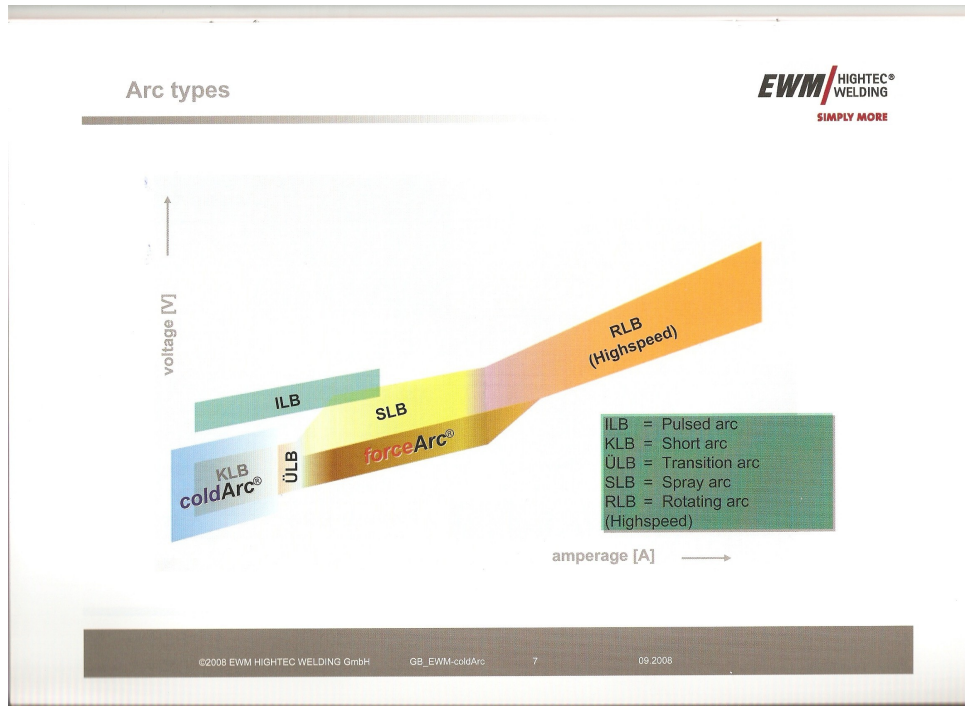 Arc types
EWM HIGHTEC®
WELDING
SIMPLY MORE
voltage [V]
ILB
SLB
RLB
(Highspeed)
KLB
coldArc®
ÜLB
forceArc®
ILB = Pulsed arc
KLB = Short arc
ÜLB = Transition arc
SLB = Spray arc
RLB = Rotating arc
(Highspeed)
amperage [A]
©2008 EWM HIGHTEC WELDING GmbH GB_EWM-coldArc 7 09.2008